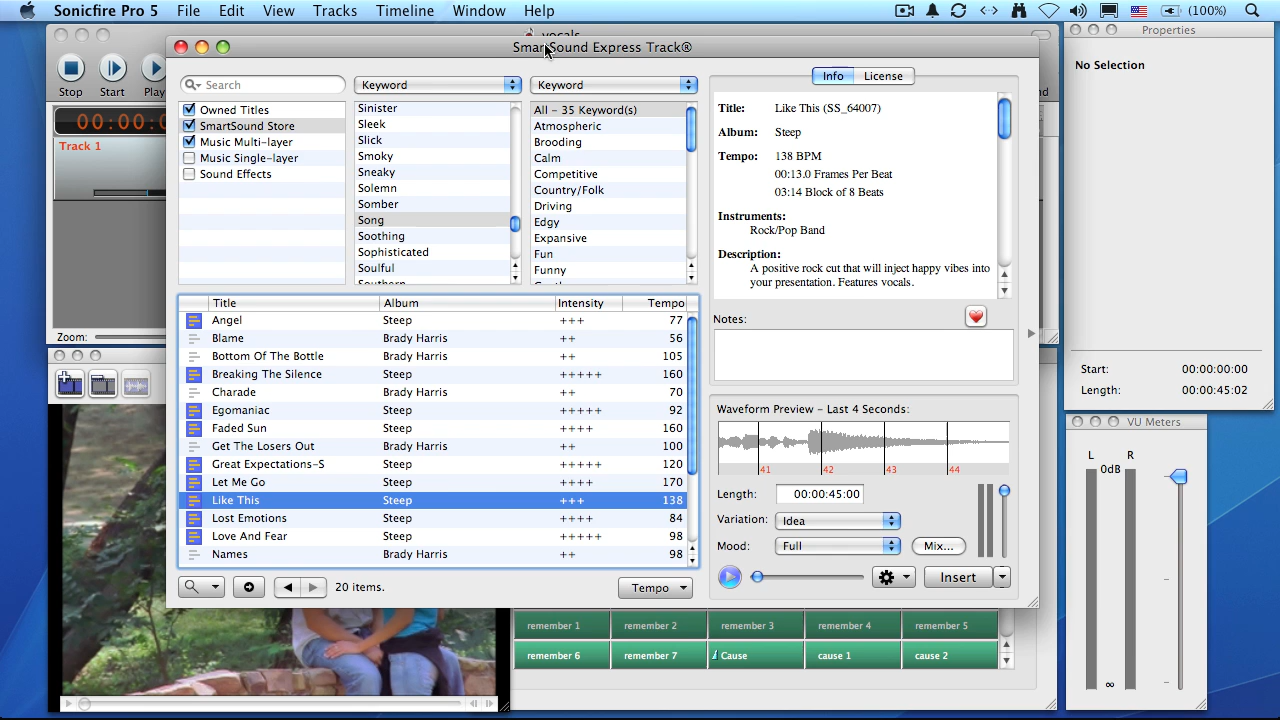 Sonicfire Pro 5 File Edit View Tracks Timeline Window Help (100%)
vocals
SmartSound Express Track®
Properties
No Selection
Stop Start Play
00:00:0
Track 1
Zoom:
Search
Owned Titles
SmartSound Store
Music Multi-layer
Music Single-layer
Sound Effects
Keyword
Sinister
Sleek
Slick
Smoky
Sneaky
Solemn
Somber
Song
Soothing
Sophisticated
Soulful
Southern
Keyword
All – 35 Keyword(s)
Atmospheric
Brooding
Calm
Competitive
Country/Folk
Driving
Edgy
Expansive
Fun
Funny
Info License
Title: Like This (SS_64007)
Album: Steep
Tempo: 138 BPM
00:13.0 Frames Per Beat
03:14 Block of 8 Beats
Instruments:
Rock/Pop Band
Description:
A positive rock cut that will inject happy vibes into
your presentation. Features vocals.
Notes:
Title Album Intensity Tempo
Angel Steep +++ 77
Blame Brady Harris ++ 56
Bottom Of The Bottle Brady Harris ++ 105
Breaking The Silence Steep +++++ 160
Charade Brady Harris ++ 70
Egomaniac Steep +++++ 92
Faded Sun Steep ++++ 160
Get The Losers Out Brady Harris ++ 100
Great Expectations-S Steep +++++ 120
Let Me Go Steep ++++ 170
Like This Steep +++ 138
Lost Emotions Steep ++++ 84
Love And Fear Steep +++++ 98
Names Brady Harris ++ 98
20 items.
Tempo
Waveform Preview – Last 4 Seconds:
41 42 43 44
Length: 00:00:45:00
Variation: Idea
Mood: Full Mix...
Insert
Start: 00:00:00:00
Length: 00:00:45:02
VU Meters
L R
0dB
∞
remember 1 remember 2 remember 3 remember 4 remember 5
remember 6 remember 7 Cause cause 1 cause 2